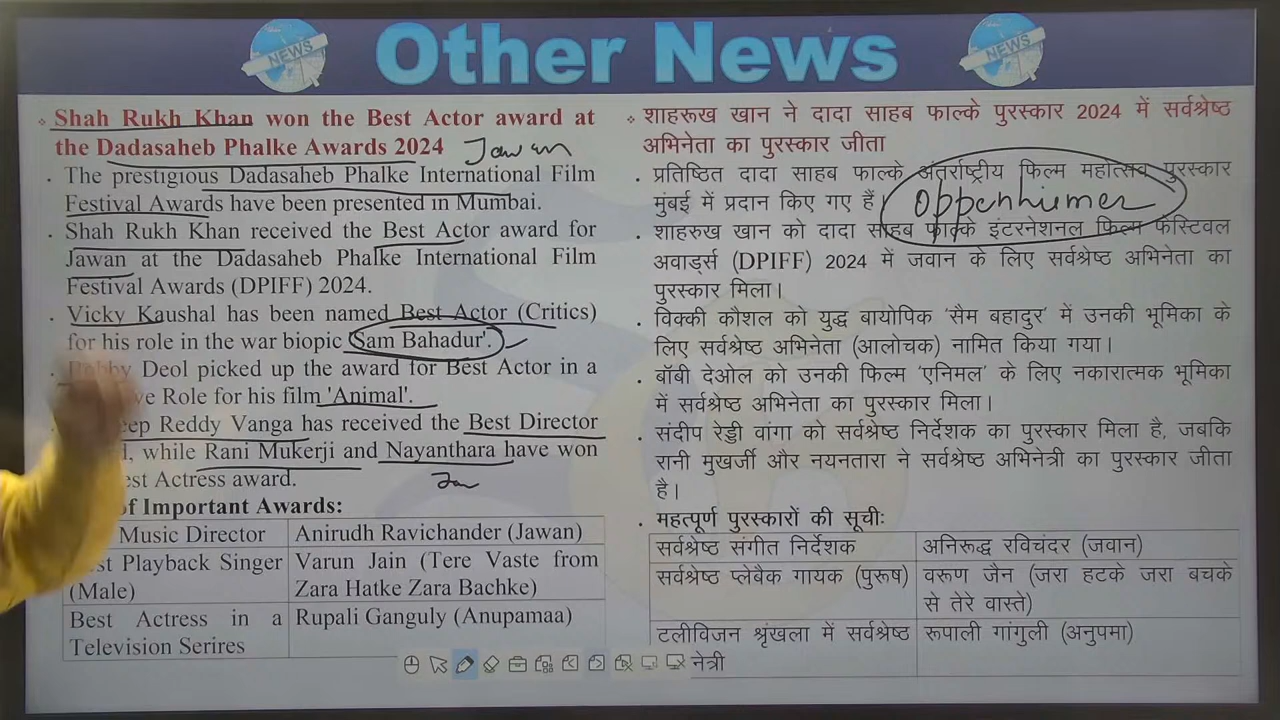 NEWS
Other News
NEWS
Shah Rukh Khan won the Best Actor award at
the Dadasaheb Phalke Awards 2024
Jawan
The prestigious Dadasaheb Phalke International Film
Festival Awards have been presented in Mumbai.
Shah Rukh Khan received the Best Actor award for
Jawan at the Dadasaheb Phalke International Film
Festival Awards (DPIFF) 2024.
Vicky Kaushal has been named Best Actor (Critics)
for his role in the war biopic 'Sam Bahadur'.
Deol picked up the award for Best Actor in a
Role for his film 'Animal'.
Reddy Vanga has received the Best Director
while Rani Mukerji and Nayanthara have won
Actress award.
of Important Awards:
Music Director Anirudh Ravichander (Jawan)
Playback Singer Varun Jain (Tere Vaste from
(Male) Zara Hatke Zara Bachke)
Best Actress in a Rupali Ganguly (Anupamaa)
Television Serires
शाहरूख खान ने दादा साहब फाल्के पुरस्कार 2024 में सर्वश्रेष्ठ
अभिनेता का पुरस्कार जीता
प्रतिष्ठित दादा साहब फाल्के अंतर्राष्ट्रीय फिल्म महोत्सव पुरस्कार
मुंबई में प्रदान किए गए हैं
oppenhimer
शाहरुख खान को दादा साहब फाल्के इंटरनेशनल फिल्म फेस्टिवल
अवार्ड्स (DPIFF) 2024 में जवान के लिए सर्वश्रेष्ठ अभिनेता का
पुरस्कार मिला।
विक्की कौशल को युद्ध बायोपिक 'सैम बहादुर' में उनकी भूमिका के
लिए सर्वश्रेष्ठ अभिनेता (आलोचक) नामित किया गया।
बॉबी देओल को उनकी फिल्म 'एनिमल' के लिए नकारात्मक भूमिका
में सर्वश्रेष्ठ अभिनेता का पुरस्कार मिला।
संदीप रेड्डी वांगा को सर्वश्रेष्ठ निर्देशक का पुरस्कार मिला है, जबकि
रानी मुखर्जी और नयनतारा ने सर्वश्रेष्ठ अभिनेत्री का पुरस्कार जीता
है।
महत्वपूर्ण पुरस्कारों की सूचीः
सर्वश्रेष्ठ संगीत निर्देशक अनिरूद्ध रविचंदर (जवान)
सर्वश्रेष्ठ प्लेबैक गायक (पुरूष) वरूण जैन (जरा हटके जरा बचके
से तेरे वास्ते)
टलीविजन श्रृंखला में सर्वश्रेष्ठ रूपाली गांगुली (अनुपमा)